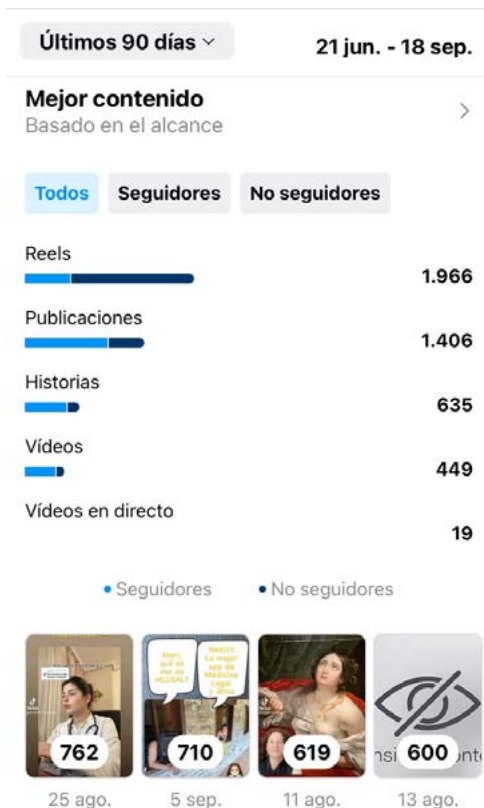 Últimos 90 días
21 jun. - 18 sep.
Mejor contenido
Basado en el alcance
Todos Seguidores No seguidores
Reels
1.966
Publicaciones
1.406
Historias
635
Vídeos
449
Vídeos en directo
19
Seguidores No seguidores
762 710 619 600
25 ago. 5 sep. 11 ago. 13 ago.